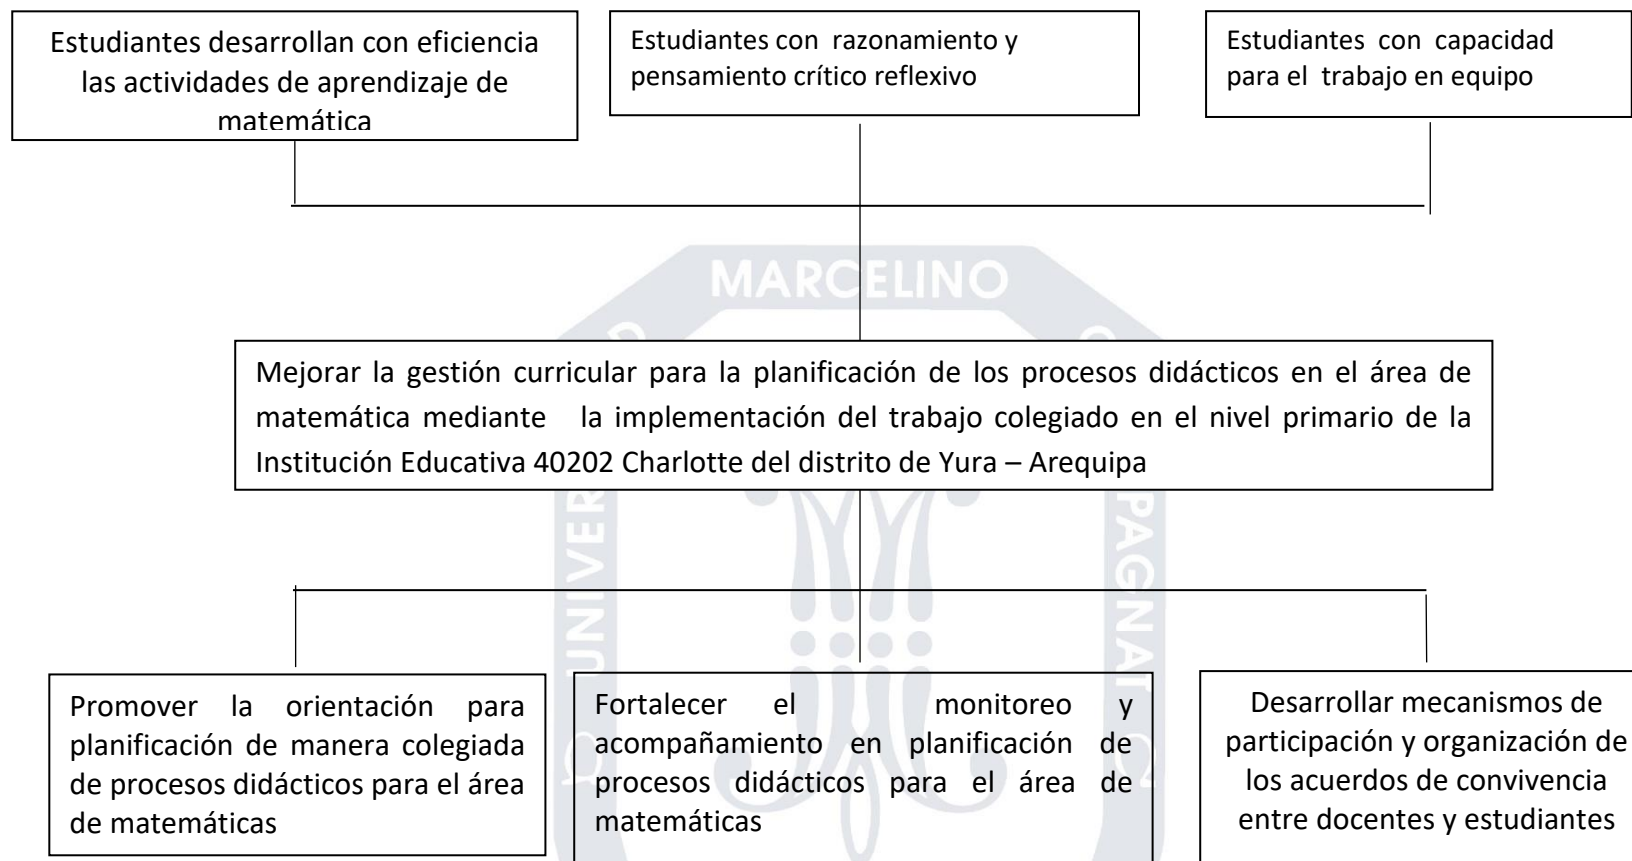 Estudiantes desarrollan con eficiencia
las actividades de aprendizaje de
matemática
Estudiantes con razonamiento y
pensamiento crítico reflexivo
Estudiantes con capacidad
para el trabajo en equipo
MARCELINO
Mejorar la gestión curricular para la planificación de los procesos didácticos en el área de
matemática mediante la implementación del trabajo colegiado en el nivel primario de la
Institución Educativa 40202 Charlotte del distrito de Yura – Arequipa
UNIVER
PAGNAT
Promover la orientación para
planificación de manera colegiada
de procesos didácticos para el área
de matemáticas
Fortalecer el monitoreo y
acompañamiento en planificación de
procesos didácticos para el área de
matemáticas
Desarrollar mecanismos de
participación y organización de
los acuerdos de convivencia
entre docentes y estudiantes